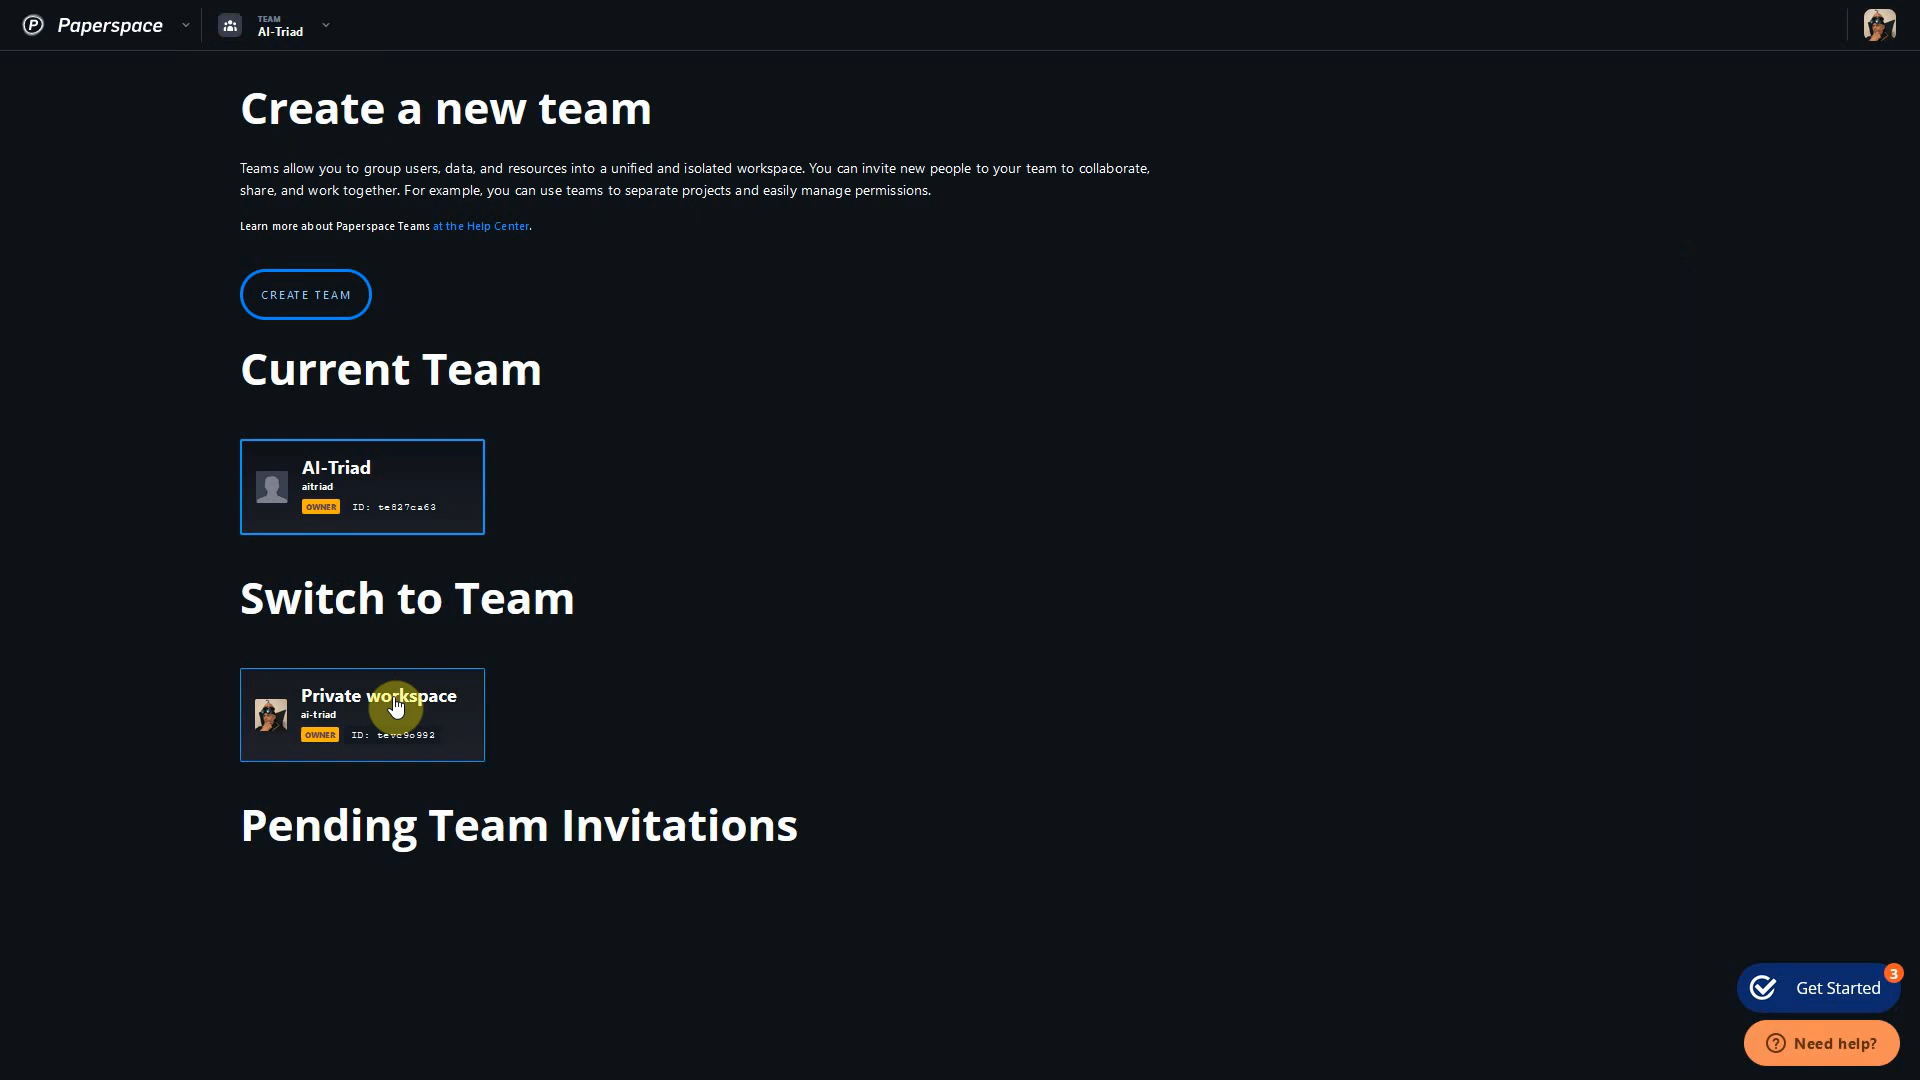 Paperspace
TEAM
AI-Triad
Create a new team
Teams allow you to group users, data, and resources into a unified and isolated workspace. You can invite new people to your team to collaborate,
share, and work together. For example, you can use teams to separate projects and easily manage permissions.
Learn more about Paperspace Teams at the Help Center.
CREATE TEAM
Current Team
AI-Triad
aitriad
OWNER ID: te827ca63
Switch to Team
Private workspace
ai-triad
OWNER ID:
Pending Team Invitations
3
Get Started
Need help?